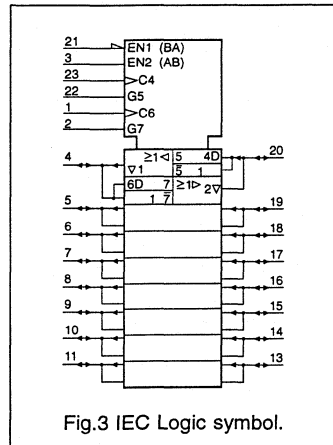 21 EN1 (BA)
3 EN2 (AB)
23 C4
22 G5
1 C6
2 G7
4 ≥1 ◁ 5 4D 20
▽1 5̅ 1
6D 7 ≥1 ▷ 2▽
1 7̅
5 19
6 18
7 17
8 16
9 15
10 14
11 13
Fig.3 IEC Logic symbol.